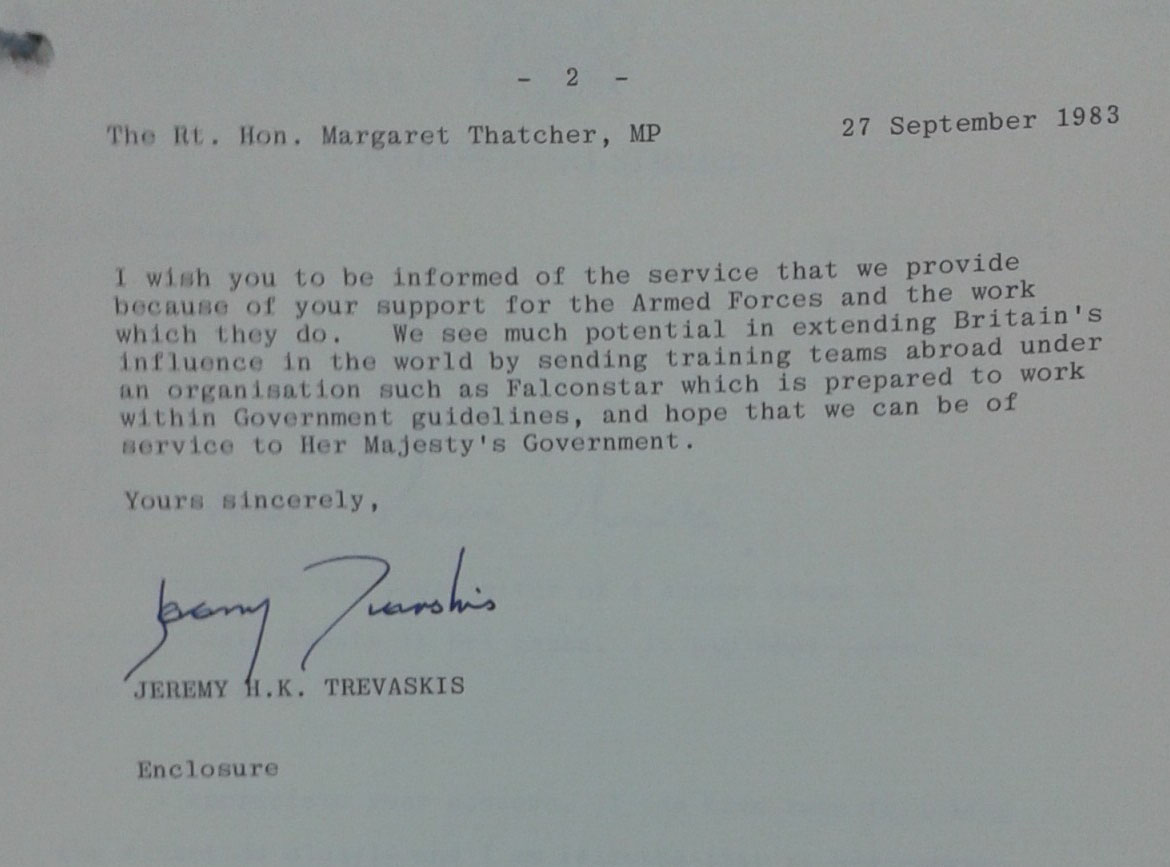 - 2 -
The Rt. Hon. Margaret Thatcher, MP 27 September 1983
I wish you to be informed of the service that we provide
because of your support for the Armed Forces and the work
which they do. We see much potential in extending Britain's
influence in the world by sending training teams abroad under
an organisation such as Falconstar which is prepared to work
within Government guidelines, and hope that we can be of
service to Her Majesty's Government.
Yours sincerely,
Jeremy Trevaskis
JEREMY H.K. TREVASKIS
Enclosure